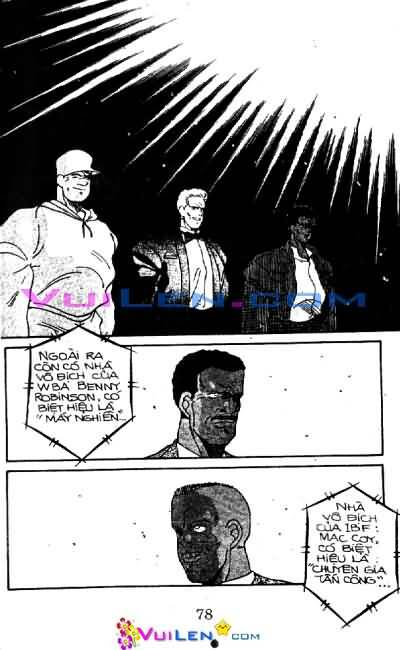 VuiLen.com
NGOÀI RA
CÒN CÓ NHÀ
VÔ ĐỊCH CỦA
WBA BENNY
ROBINSON, CÓ
BIỆT HIỆU LÀ
"MÁY NGHIỀN"...
NHÀ
VÔ ĐỊCH
CỦA IBF:
MAC COY,
CÓ BIỆT
HIỆU LÀ:
"CHUYÊN GIA
TẤN CÔNG"...
78
VuiLen.com